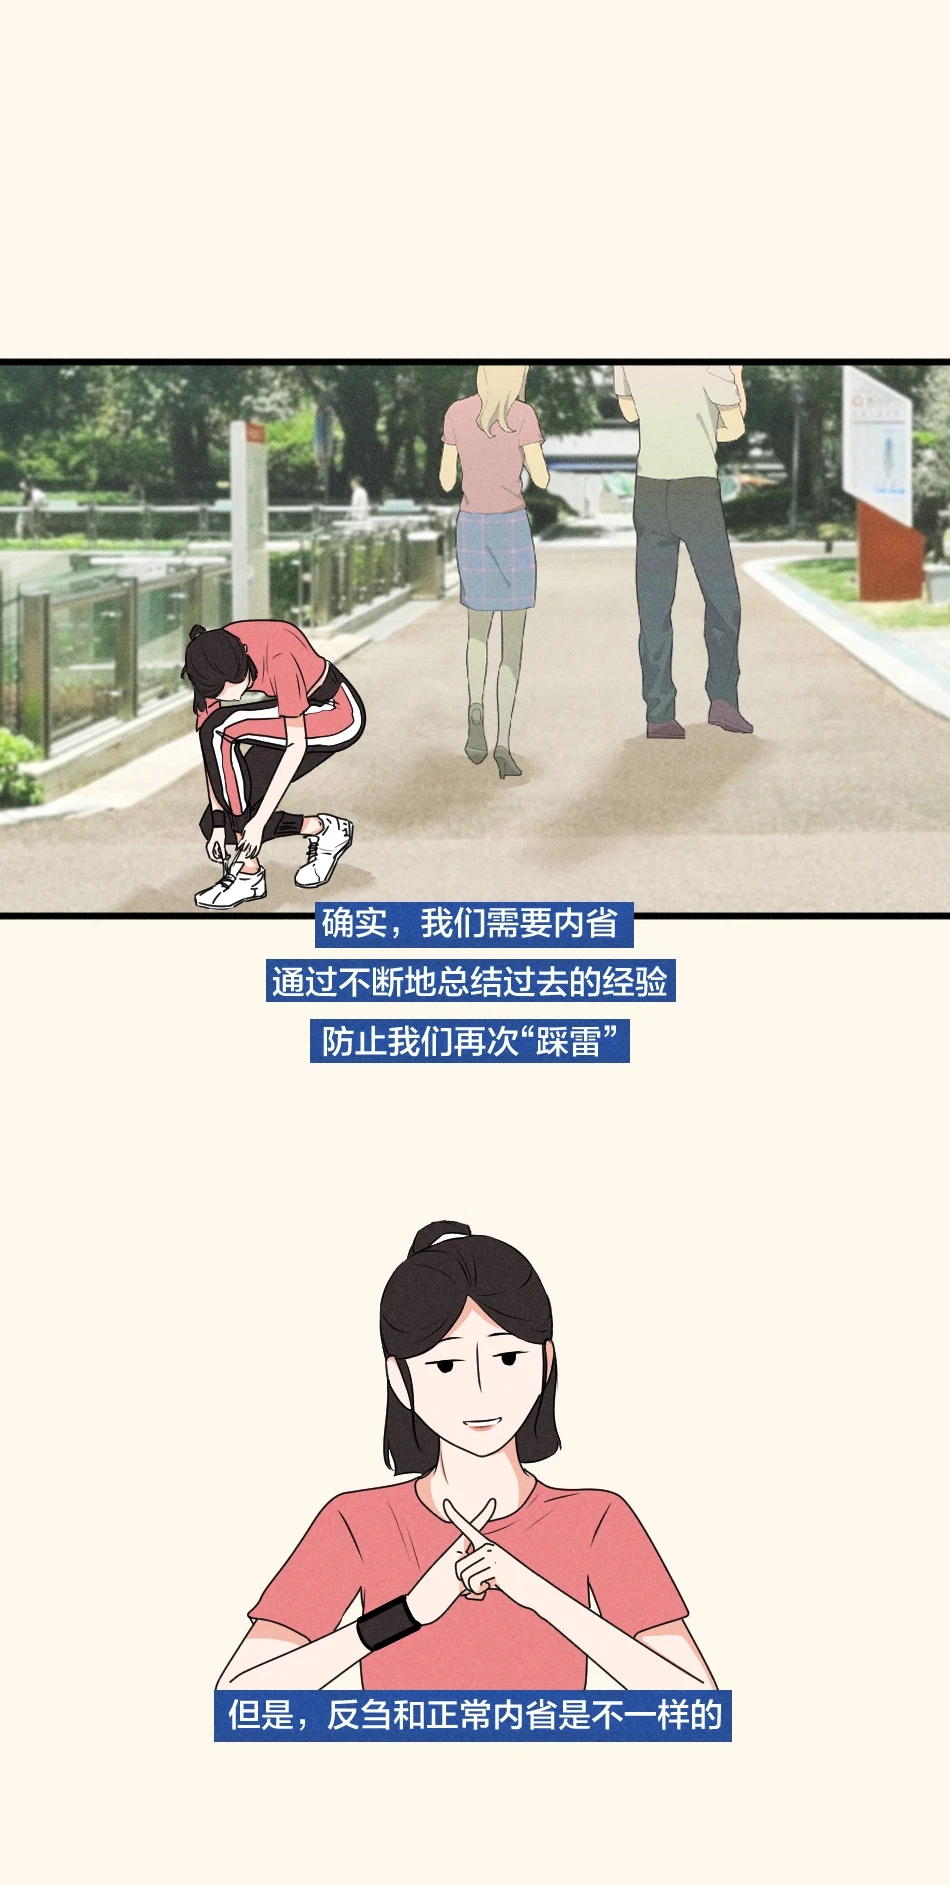 确实，我们需要内省
通过不断地总结过去的经验
防止我们再次“踩雷”
但是，反刍和正常内省是不一样的